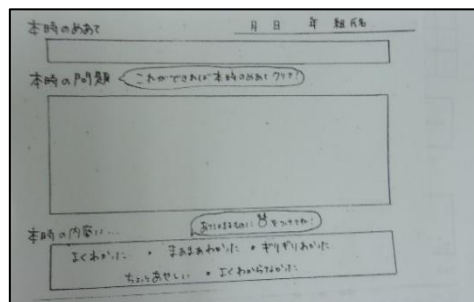 本時のめあて 月 日 年 組 氏名
本時の問題 これができれば本時のめあてクリア!
本時の内容は... あてはまるものに をつけてね!
よくわかった ・ まぁまぁわかった ・ ギリギリわかった
ちょっとあやしい ・ よくわからなかった